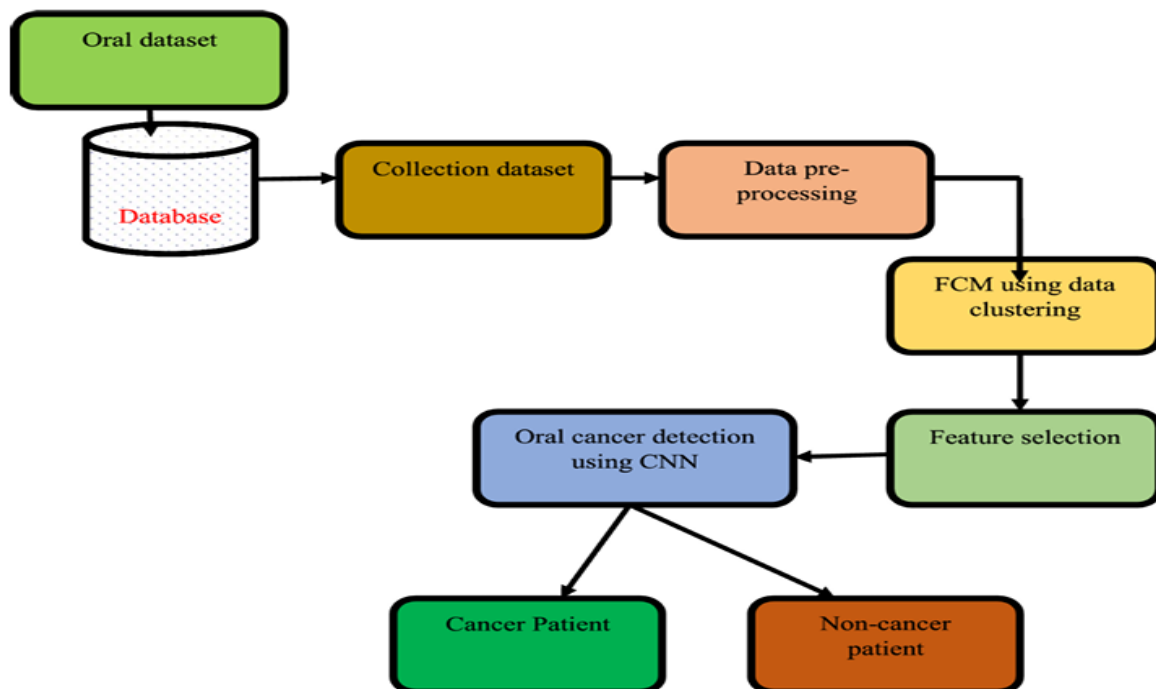 Oral dataset
Database
Collection dataset
Data pre-
processing
FCM using data
clustering
Feature selection
Oral cancer detection
using CNN
Cancer Patient
Non-cancer
patient